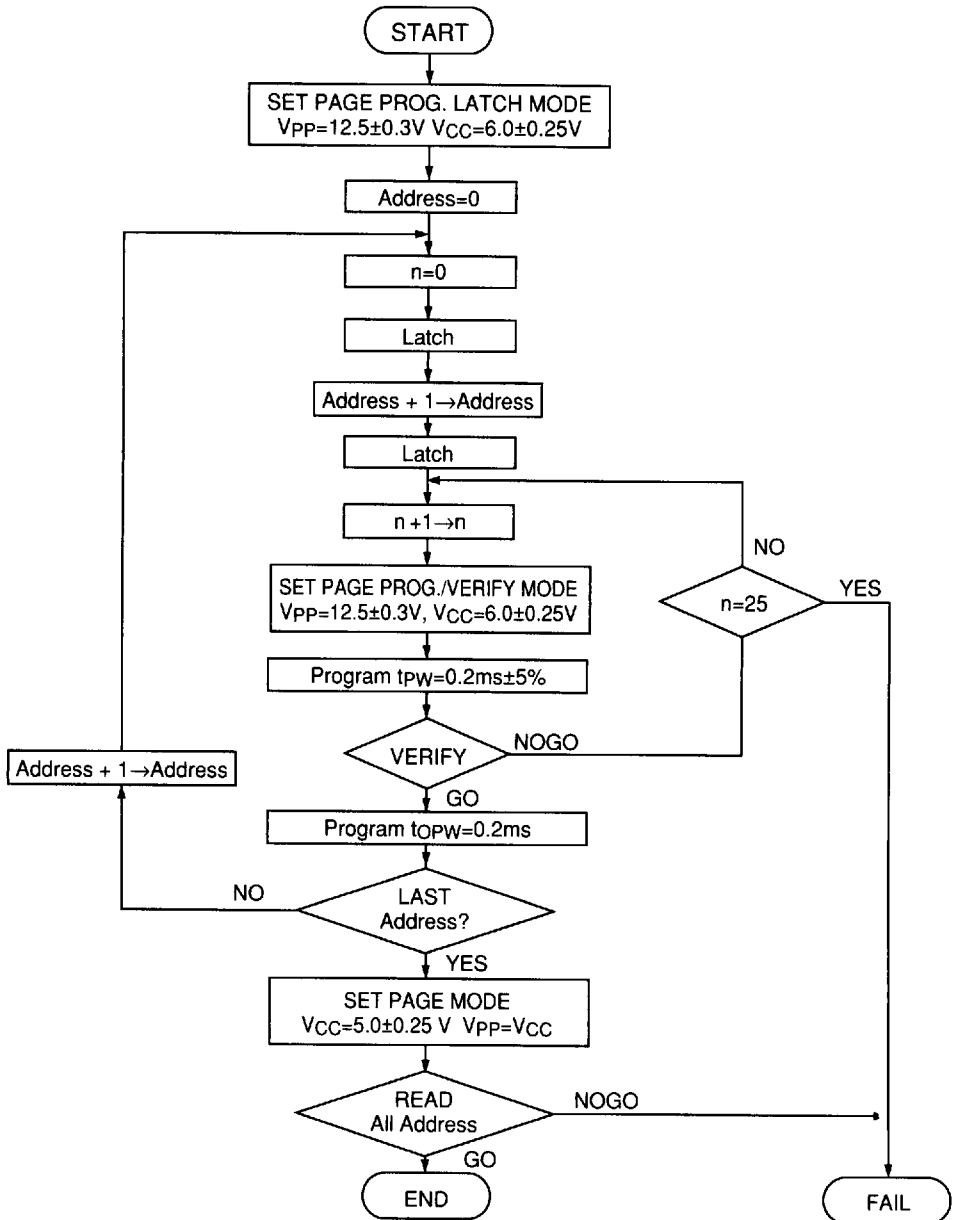 START
SET PAGE PROG. LATCH MODE
VPP=12.5±0.3V VCC=6.0±0.25V
Address=0
n=0
Latch
Address + 1→Address
Latch
n +1→n
NO
SET PAGE PROG./VERIFY MODE
VPP=12.5±0.3V, VCC=6.0±0.25V
n=25
YES
Program tPW=0.2ms±5%
VERIFY
NOGO
Address + 1→Address
GO
Program tOPW=0.2ms
NO
LAST
Address?
YES
SET PAGE MODE
VCC=5.0±0.25 V VPP=VCC
READ
All Address
NOGO
GO
END
FAIL